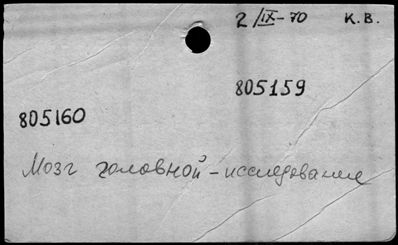 2/IX-70 К.В.
805159
805160
Мозг головной - исследование